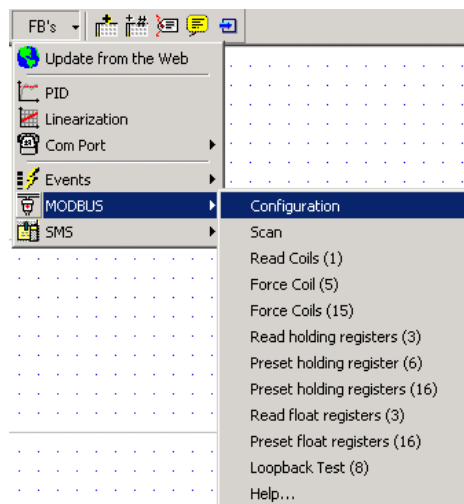 FB's
Update from the Web
PID
Linearization
Com Port
Events
MODBUS
SMS
Configuration
Scan
Read Coils (1)
Force Coil (5)
Force Coils (15)
Read holding registers (3)
Preset holding register (6)
Preset holding registers (16)
Read float registers (3)
Preset float registers (16)
Loopback Test (8)
Help...